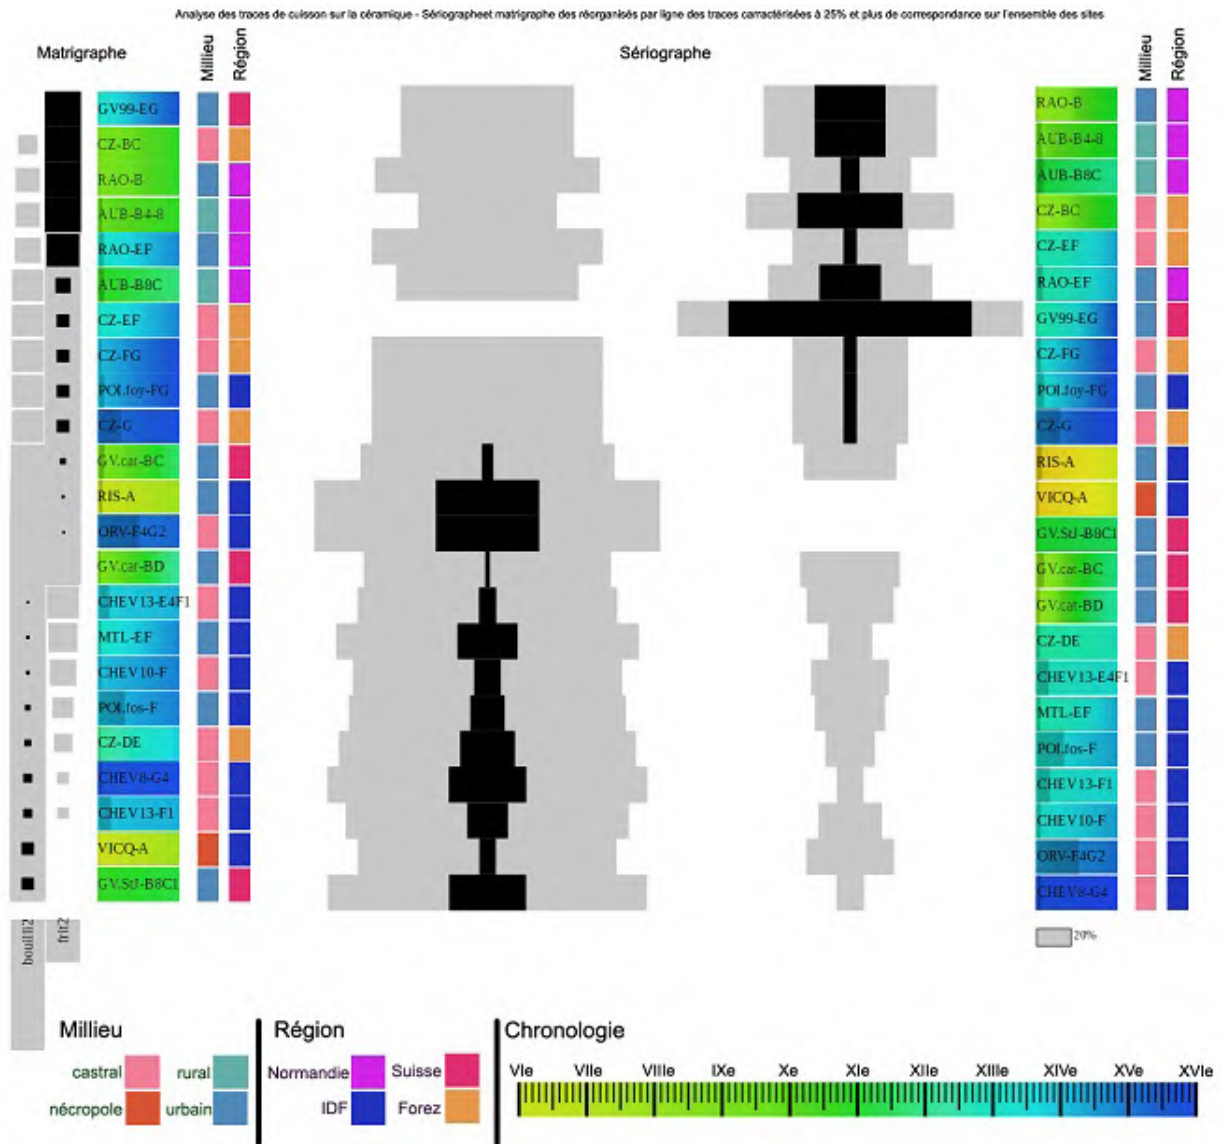 Analyse des traces de cuisson sur la céramique - Sériographeet matrigraphe des réorganisés par ligne des traces carractérisées à 25% et plus de correspondance sur l'ensemble des sites
Matrigraphe
Millieu
Région
Sériographe
Millieu
Région
GV99-EG
CZ-BC
RAO-B
AUB-B4-8
RAO-EF
AUB-B8C
CZ-EF
CZ-FG
POI.foy-FG
CZ-G
GV.cat-BC
RIS-A
ORV-F4G2
GV.cat-BD
CHEV13-E4F1
MTL-EF
CHEV10-F
POI.fos-F
CZ-DE
CHEV8-G4
CHEV13-F1
VICQ-A
GV.StJ-B8C1
bouilli2
frit2
RAO-B
AUB-B4-8
AUB-B8C
CZ-BC
CZ-EF
RAO-EF
GV99-EG
CZ-FG
POI.foy-FG
CZ-G
RIS-A
VICQ-A
GV.StJ-B8C1
GV.cat-BC
GV.cat-BD
CZ-DE
CHEV13-E4F1
MTL-EF
POI.fos-F
CHEV13-F1
CHEV10-F
ORV-F4G2
CHEV8-G4
20%
Millieu
castral
rural
nécropole
urbain
Région
Normandie
Suisse
IDF
Forez
Chronologie
VIe VIIe VIIIe IXe Xe XIe XIIe XIIIe XIVe XVe XVIe